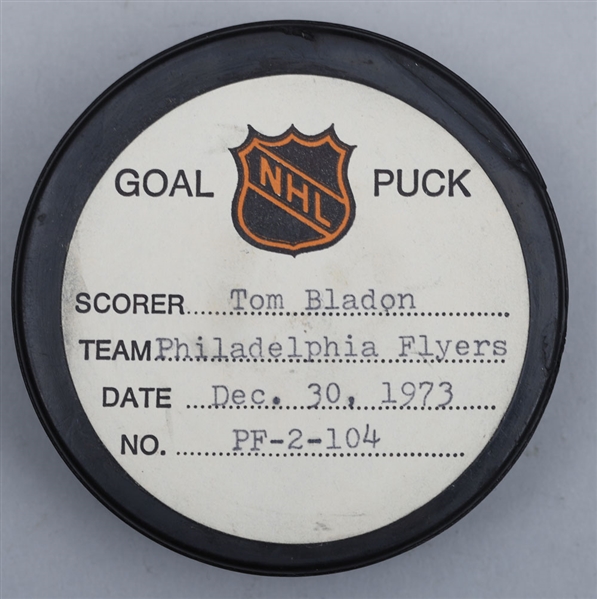 GOAL NHL PUCK
SCORER Tom Bladon
TEAM Philadelphia Flyers
DATE Dec. 30, 1973
NO. PF-2-104